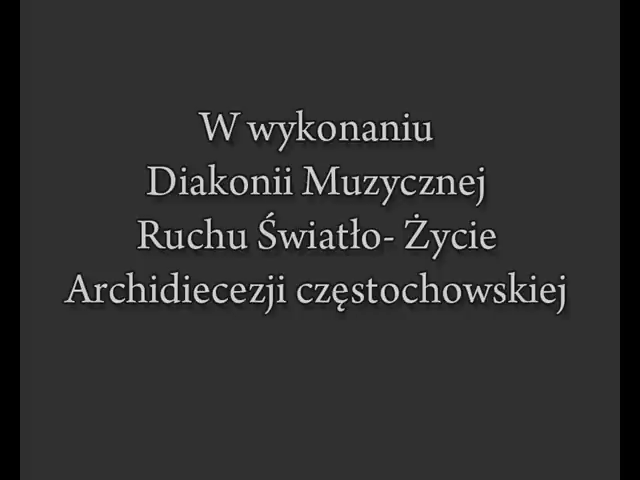 W wykonaniu
Diakonii Muzycznej
Ruchu Światło- Życie
Archidiecezji częstochowskiej